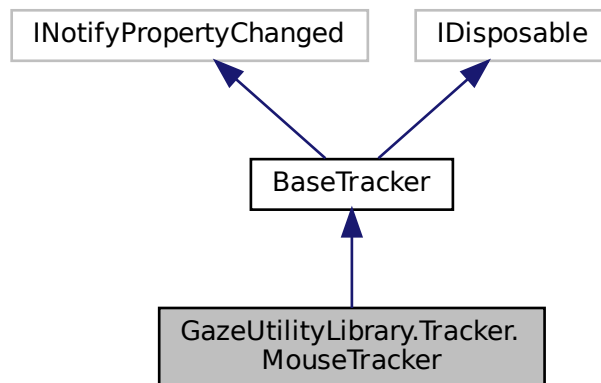 INotifyPropertyChanged
IDisposable
BaseTracker
GazeUtilityLibrary.Tracker.
MouseTracker